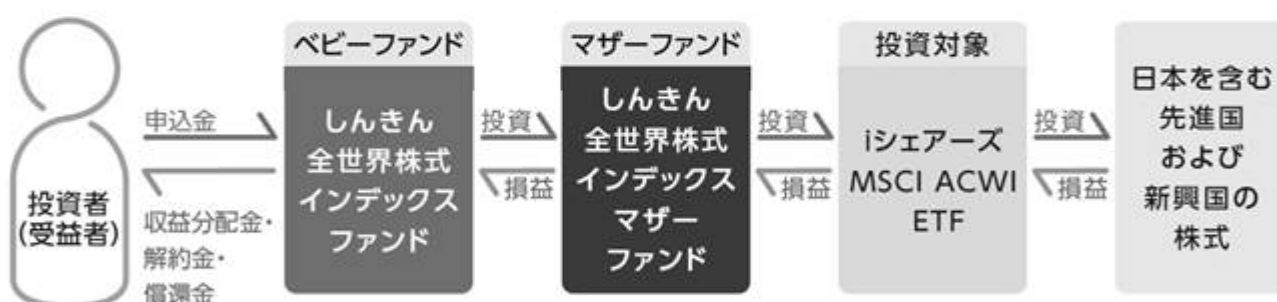 投資者
(受益者)
申込金
収益分配金・
解約金・
償還金
ベビーファンド
しんきん
全世界株式
インデックス
ファンド
投資
損益
マザーファンド
しんきん
全世界株式
インデックス
マザー
ファンド
投資
損益
投資対象
iシェアーズ
MSCI ACWI
ETF
投資
損益
日本を含む
先進国
および
新興国の
株式